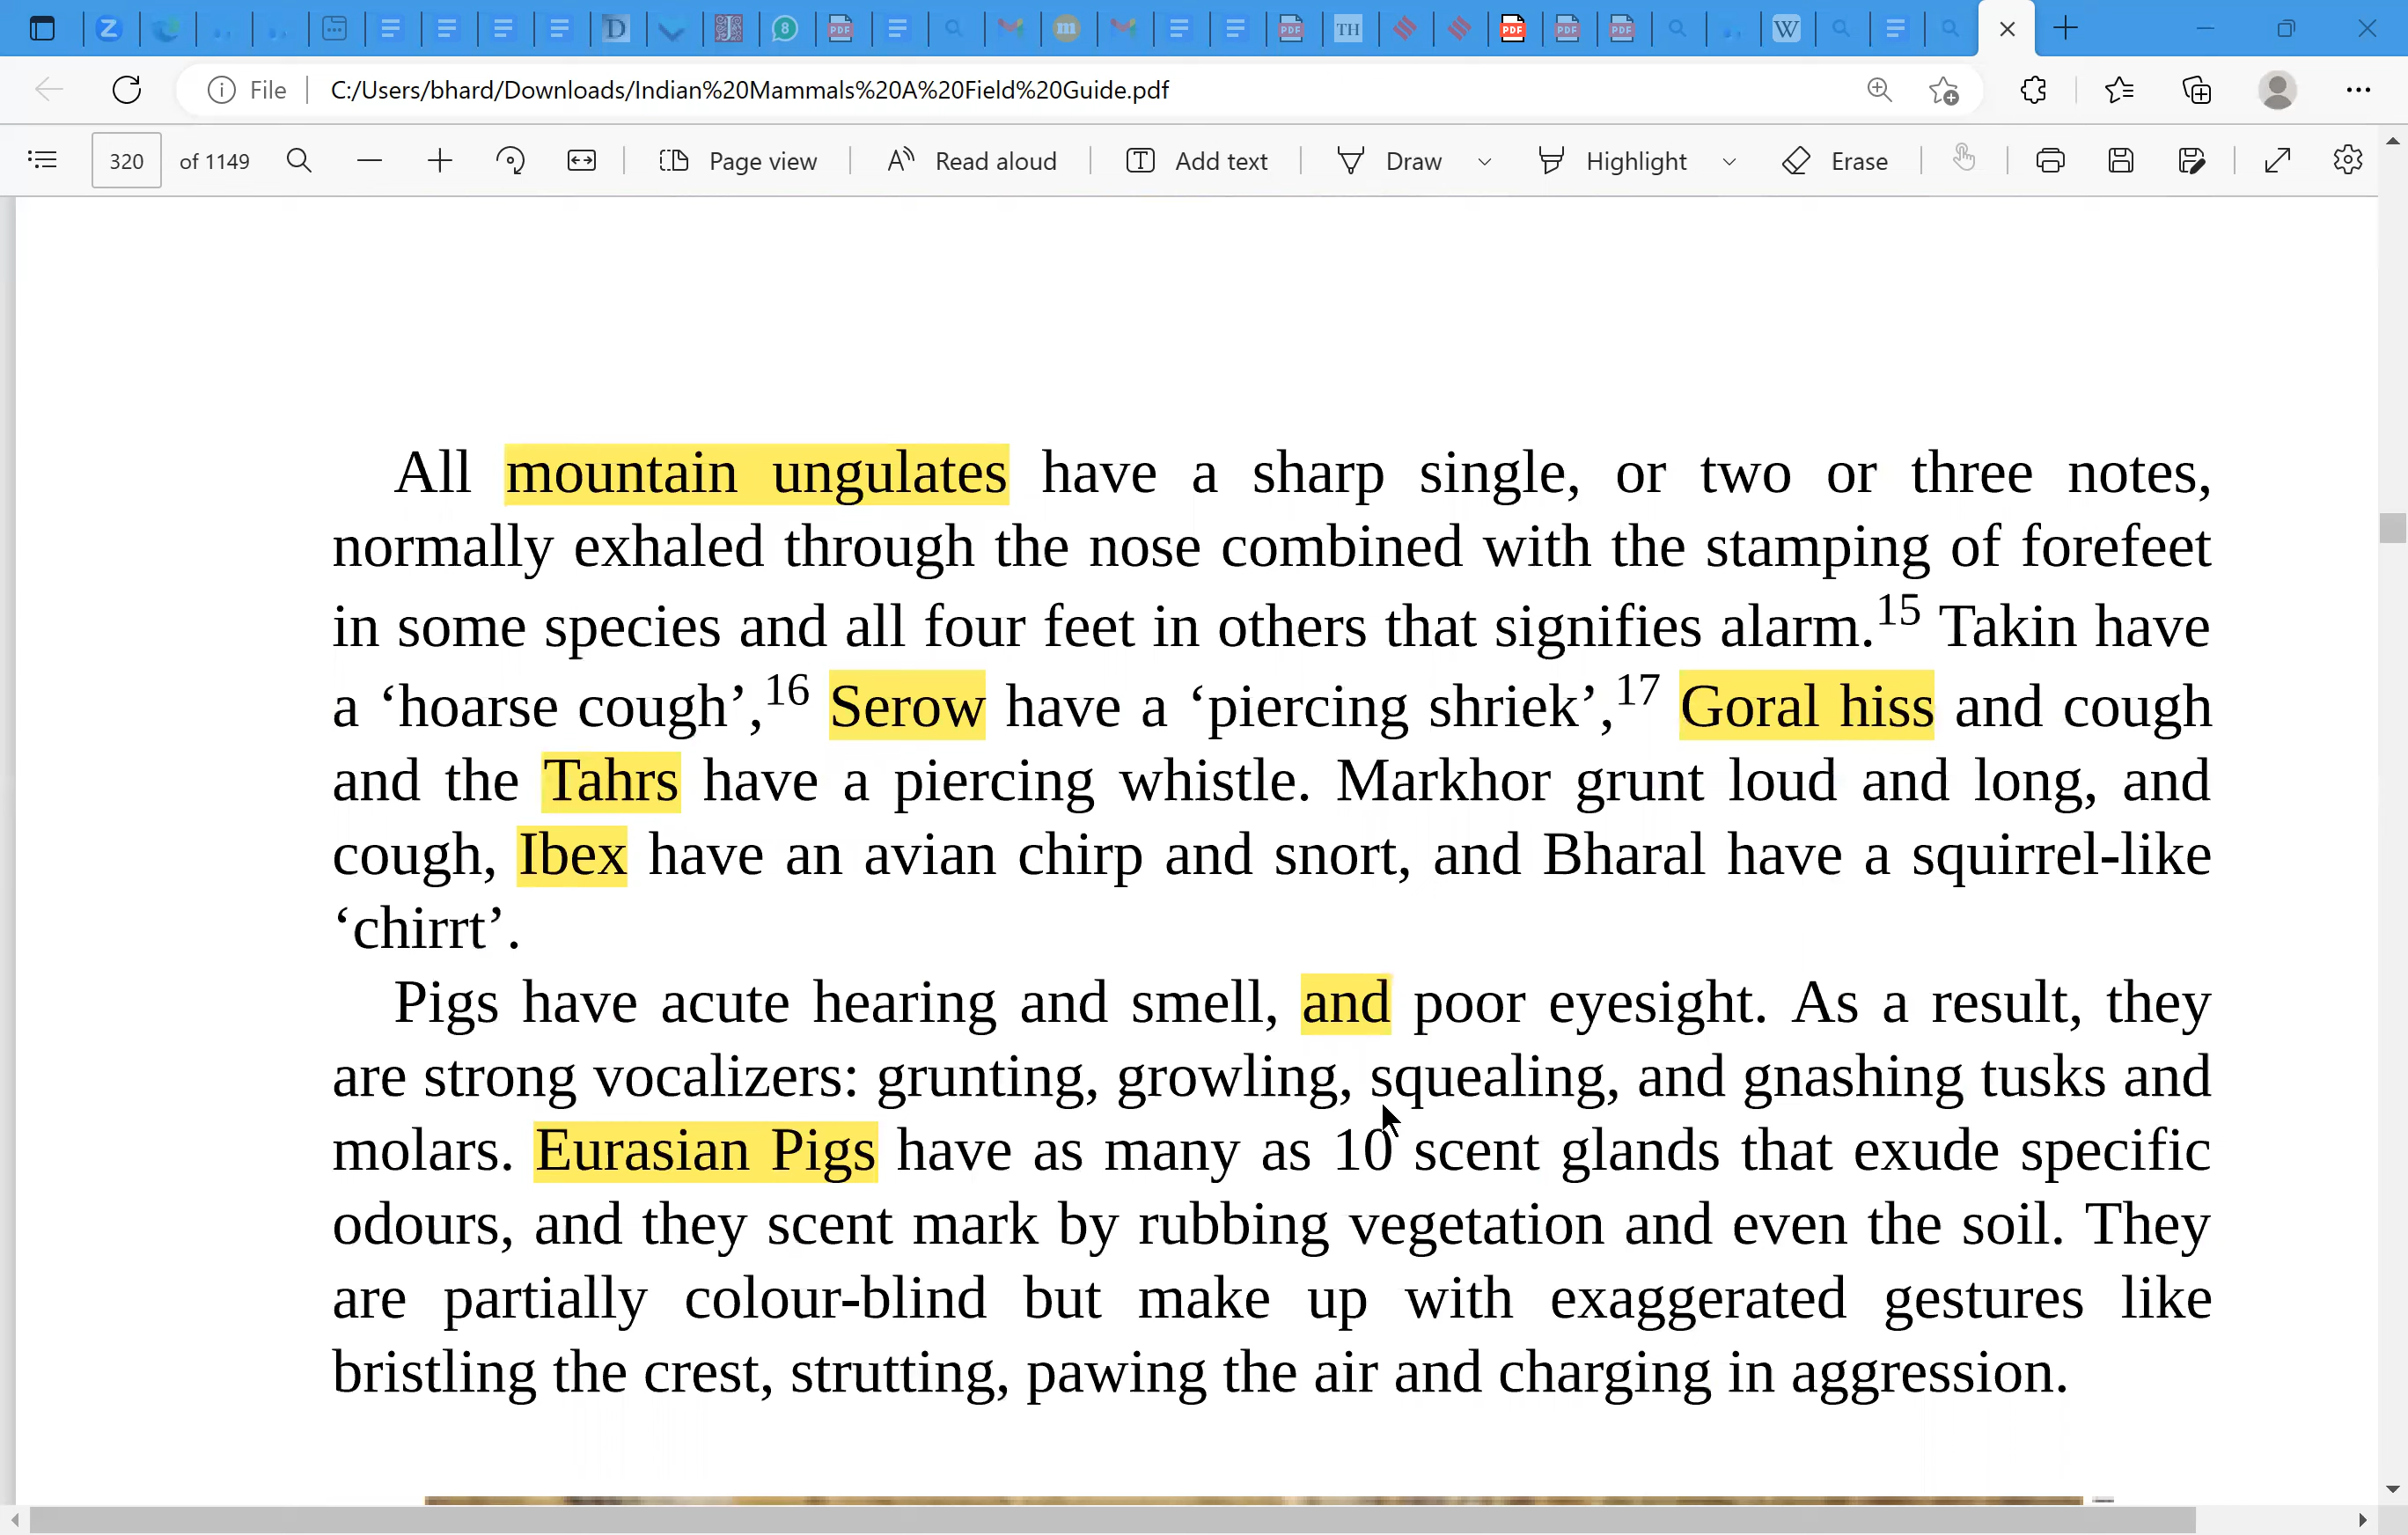 Z
D
J
8
PDF
m
PDF
TH
PDF
PDF
PDF
W
File
C:/Users/bhard/Downloads/Indian%20Mammals%20A%20Field%20Guide.pdf
320 of 1149 Page view Read aloud Add text Draw Highlight Erase
All mountain ungulates have a sharp single, or two or three notes,
normally exhaled through the nose combined with the stamping of forefeet
in some species and all four feet in others that signifies alarm.15 Takin have
a ‘hoarse cough’,16 Serow have a ‘piercing shriek’,17 Goral hiss and cough
and the Tahrs have a piercing whistle. Markhor grunt loud and long, and
cough, Ibex have an avian chirp and snort, and Bharal have a squirrel-like
‘chirrt’.
Pigs have acute hearing and smell, and poor eyesight. As a result, they
are strong vocalizers: grunting, growling, squealing, and gnashing tusks and
molars. Eurasian Pigs have as many as 10 scent glands that exude specific
odours, and they scent mark by rubbing vegetation and even the soil. They
are partially colour-blind but make up with exaggerated gestures like
bristling the crest, strutting, pawing the air and charging in aggression.